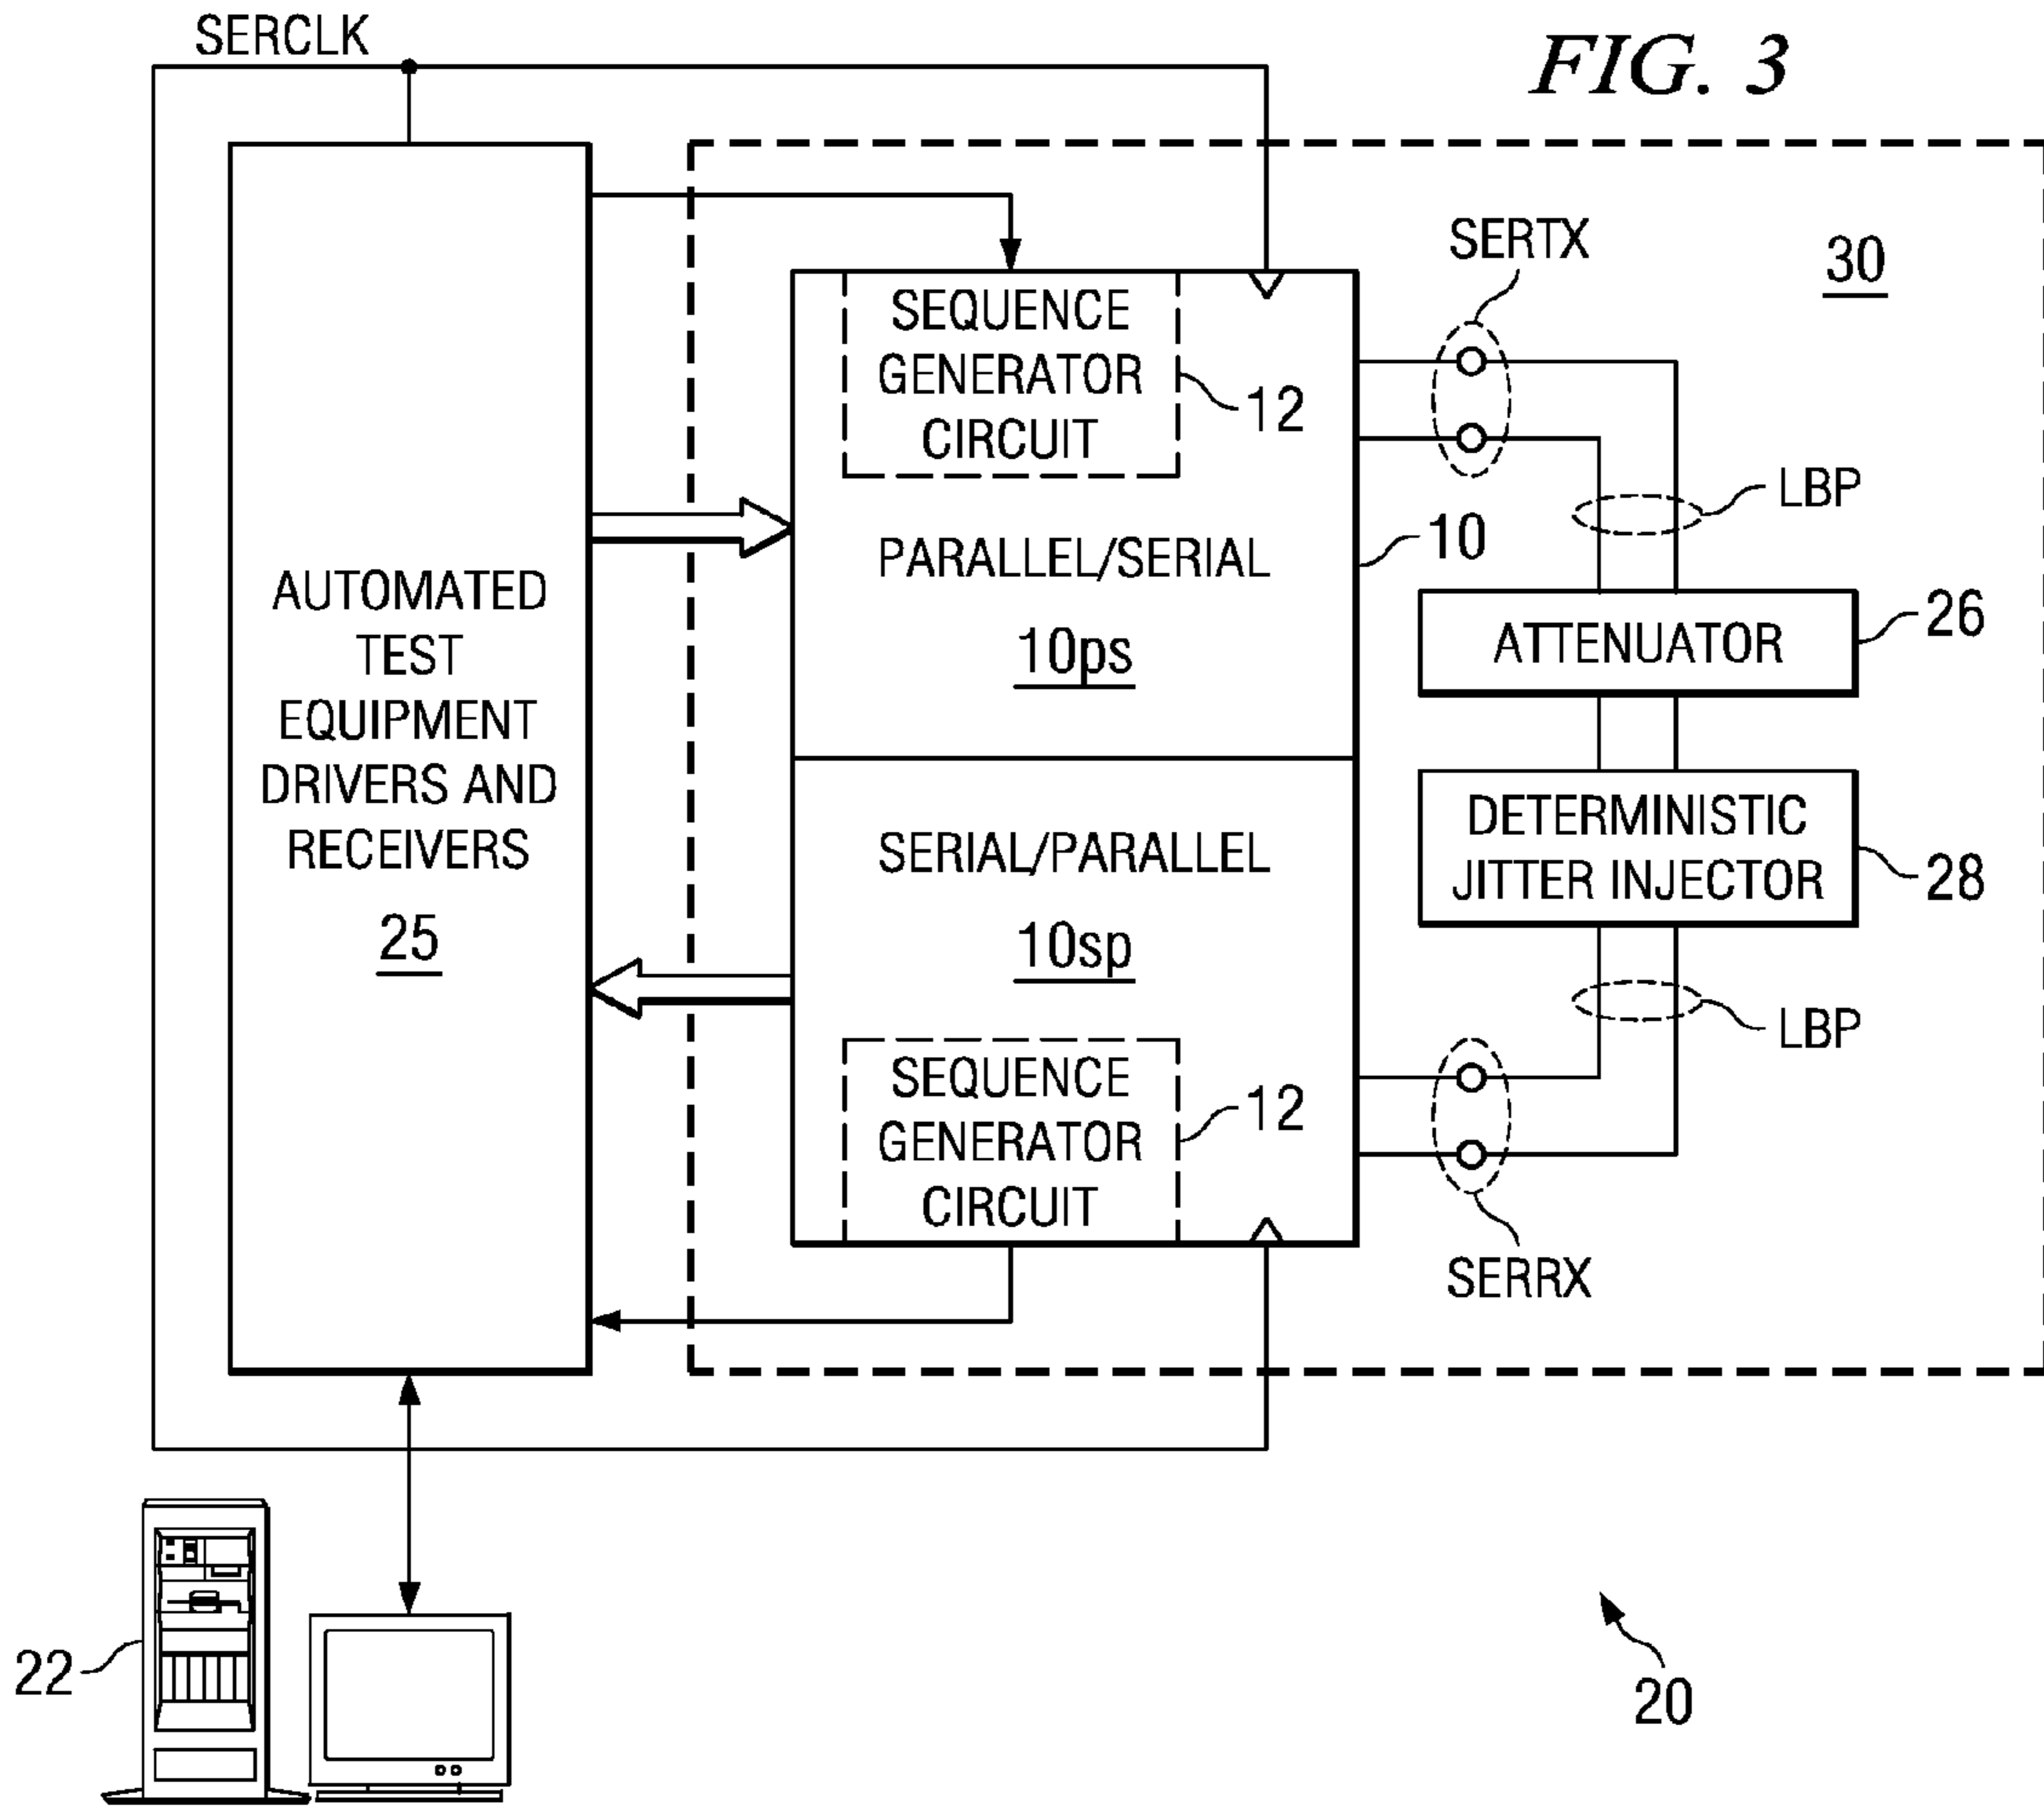 SERCLK
FIG. 3
SERTX
30
SEQUENCE
GENERATOR
CIRCUIT
12
LBP
10
PARALLEL/SERIAL
10ps
AUTOMATED
TEST
EQUIPMENT
DRIVERS AND
RECEIVERS
25
ATTENUATOR
26
DETERMINISTIC
JITTER INJECTOR
28
SERIAL/PARALLEL
10sp
LBP
SEQUENCE
GENERATOR
CIRCUIT
12
SERRX
22
20